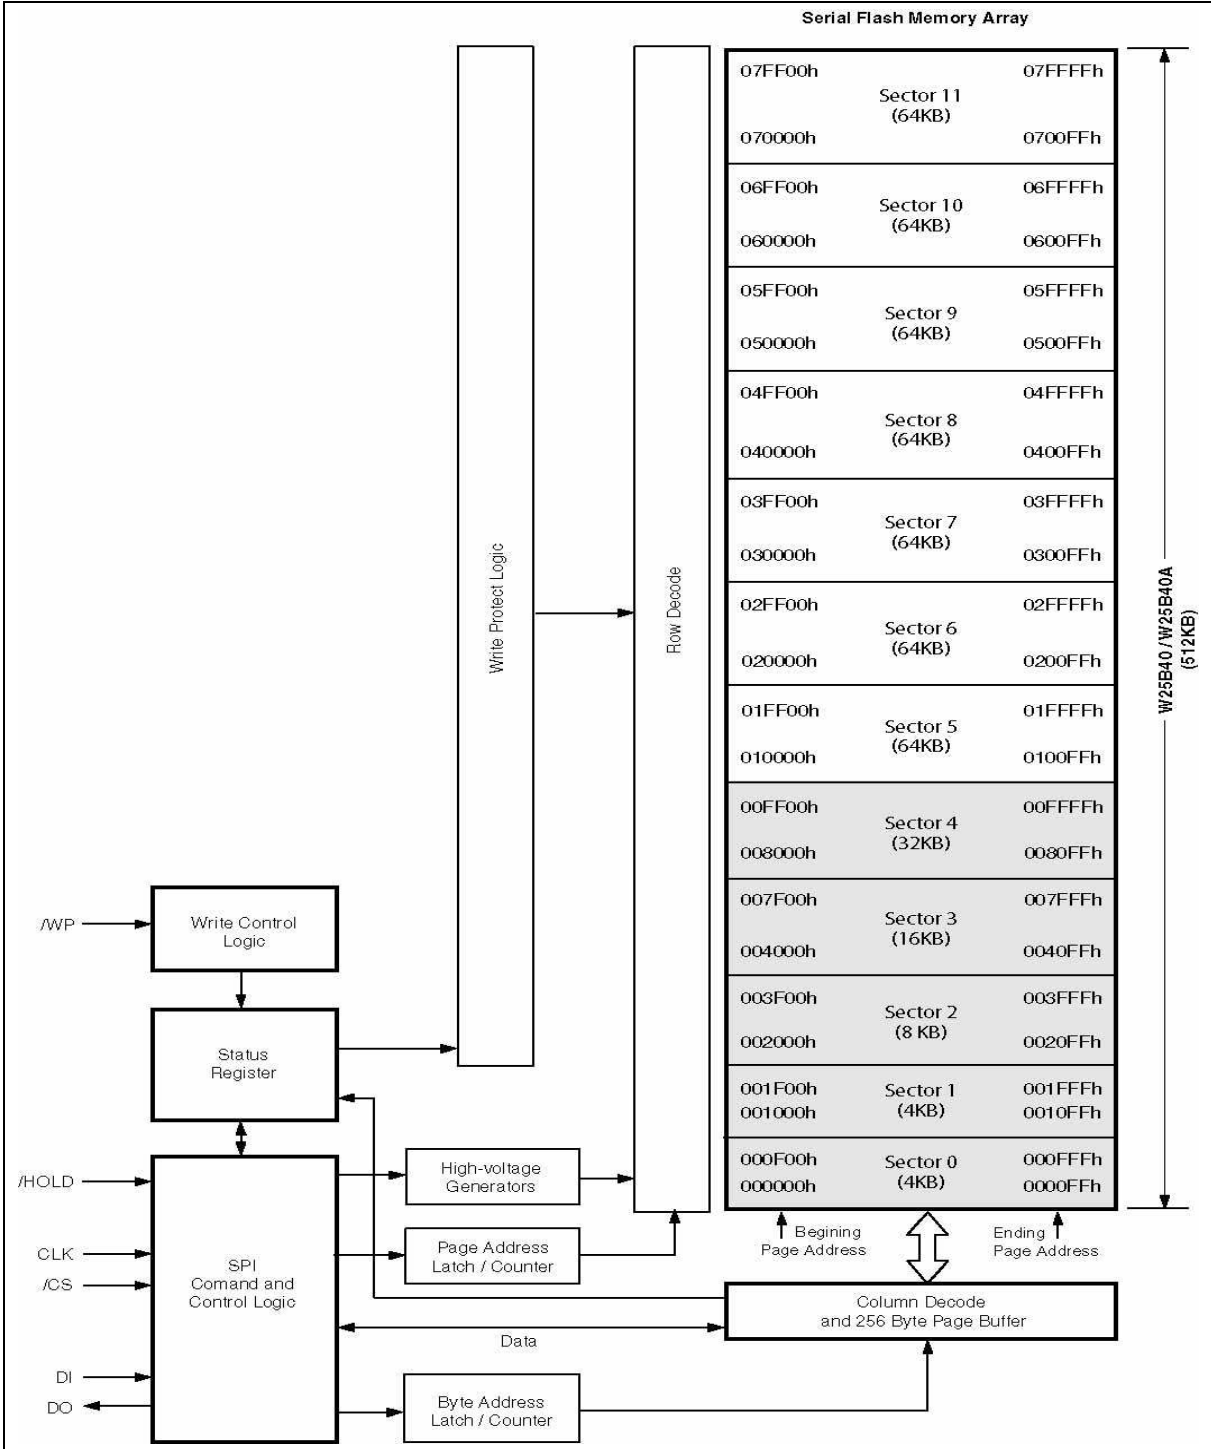 Serial Flash Memory Array
07FF00h 07FFFFh
Sector 11
(64KB)
070000h 0700FFh
06FF00h 06FFFFh
Sector 10
(64KB)
060000h 0600FFh
05FF00h 05FFFFh
Sector 9
(64KB)
050000h 0500FFh
04FF00h 04FFFFh
Sector 8
(64KB)
040000h 0400FFh
03FF00h 03FFFFh
Sector 7
(64KB)
030000h 0300FFh
02FF00h 02FFFFh
Sector 6
(64KB)
020000h 0200FFh
01FF00h 01FFFFh
Sector 5
(64KB)
010000h 0100FFh
00FF00h 00FFFFh
Sector 4
(32KB)
008000h 0080FFh
007F00h 007FFFh
Sector 3
(16KB)
004000h 0040FFh
003F00h 003FFFh
Sector 2
(8 KB)
002000h 0020FFh
001F00h Sector 1 001FFFh
001000h (4KB) 0010FFh
000F00h Sector 0 000FFFh
000000h (4KB) 0000FFh
Begining
Page Address
Ending
Page Address
W25B40 / W25B40A
(512KB)
Write Protect Logic
Row Decode
/WP
Write Control
Logic
Status
Register
/HOLD
CLK
/CS
DI
DO
SPI
Comand and
Control Logic
High-voltage
Generators
Page Address
Latch / Counter
Column Decode
and 256 Byte Page Buffer
Data
Byte Address
Latch / Counter